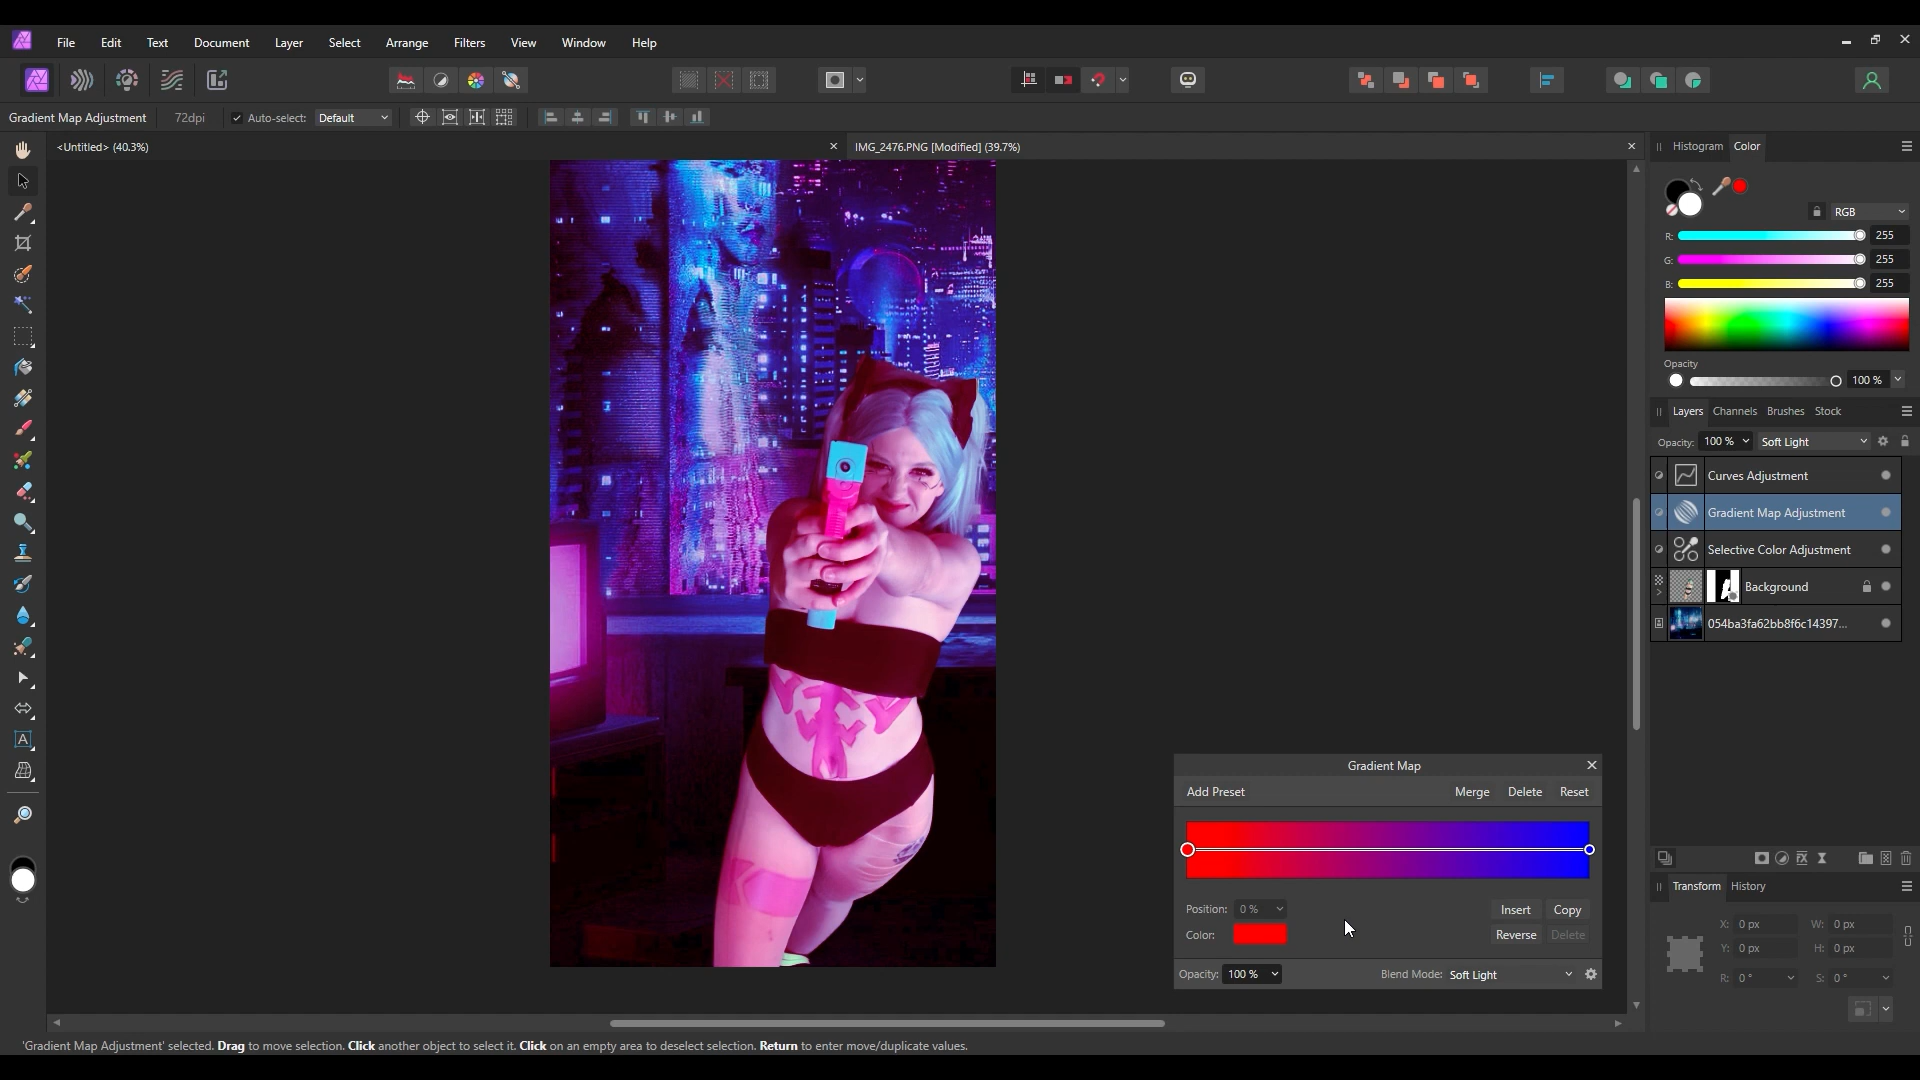 File Edit Text Document Layer Select Arrange Filters View Window Help
Gradient Map Adjustment 72dpi Auto-select: Default
<Untitled> (40.3%)
IMG_2476.PNG [Modified] (39.7%)
Histogram Color
RGB
R: 255
G: 255
B: 255
Opacity
100 %
Layers Channels Brushes Stock
Opacity: 100 % Soft Light
Curves Adjustment
Gradient Map Adjustment
Selective Color Adjustment
Background
054ba3fa62bb8f6c14397...
Gradient Map
Add Preset Merge Delete Reset
Position: 0 % Insert Copy
Color: Reverse Delete
Opacity: 100 % Blend Mode: Soft Light
Transform History
X: 0 px W: 0 px
Y: 0 px H: 0 px
R: 0 ° S: 0 °
'Gradient Map Adjustment' selected. Drag to move selection. Click another object to select it. Click on an empty area to deselect selection. Return to enter move/duplicate values.